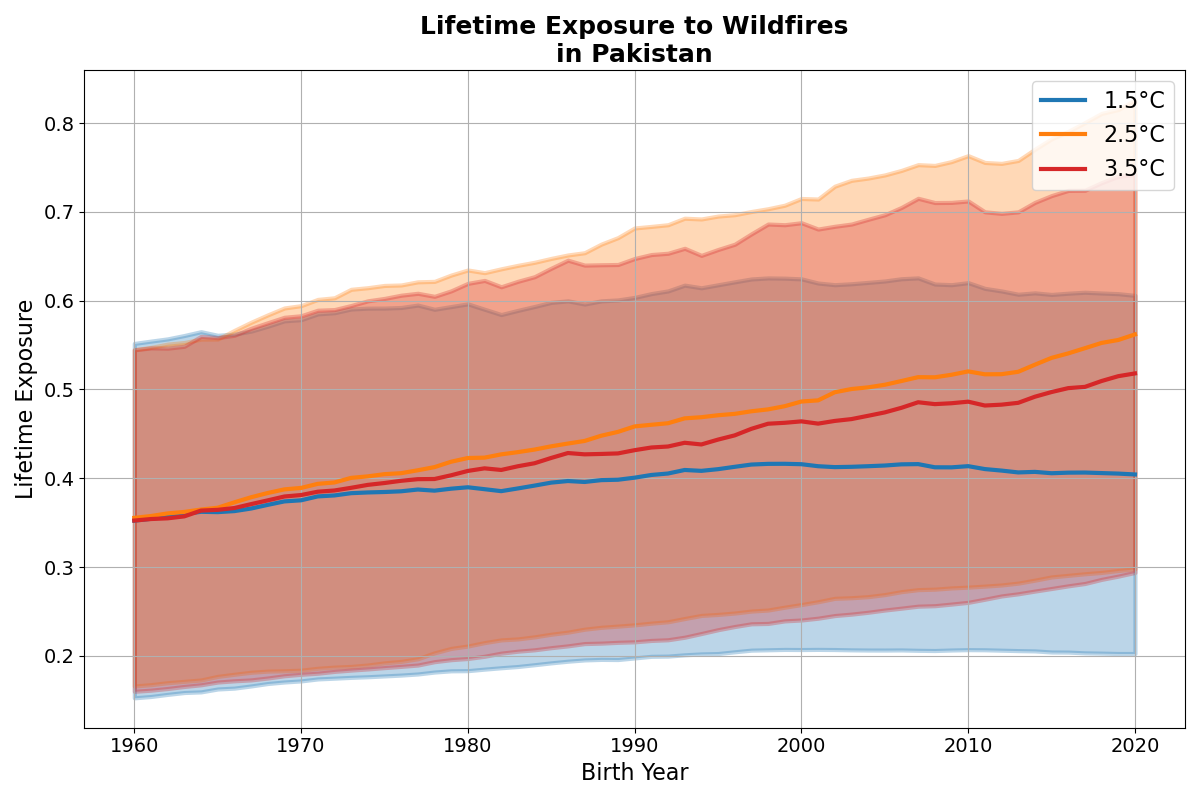 Lifetime Exposure to Wildfires
in Pakistan
1.5°C
2.5°C
3.5°C
Lifetime Exposure
0.8
0.7
0.6
0.5
0.4
0.3
0.2
1960 1970 1980 1990 2000 2010 2020
Birth Year